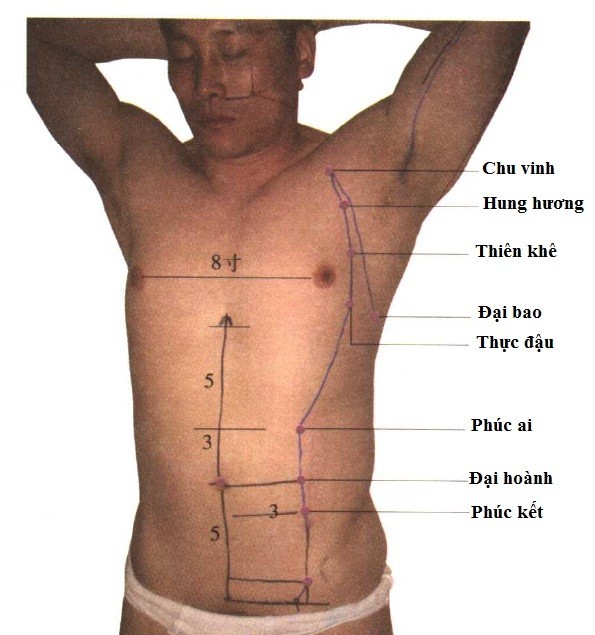 Chu vinh
Hung hương
Thiên khê
8寸
Đại bao
Thực đậu
5
Phúc ai
3
Đại hoành
Phúc kết
3
5